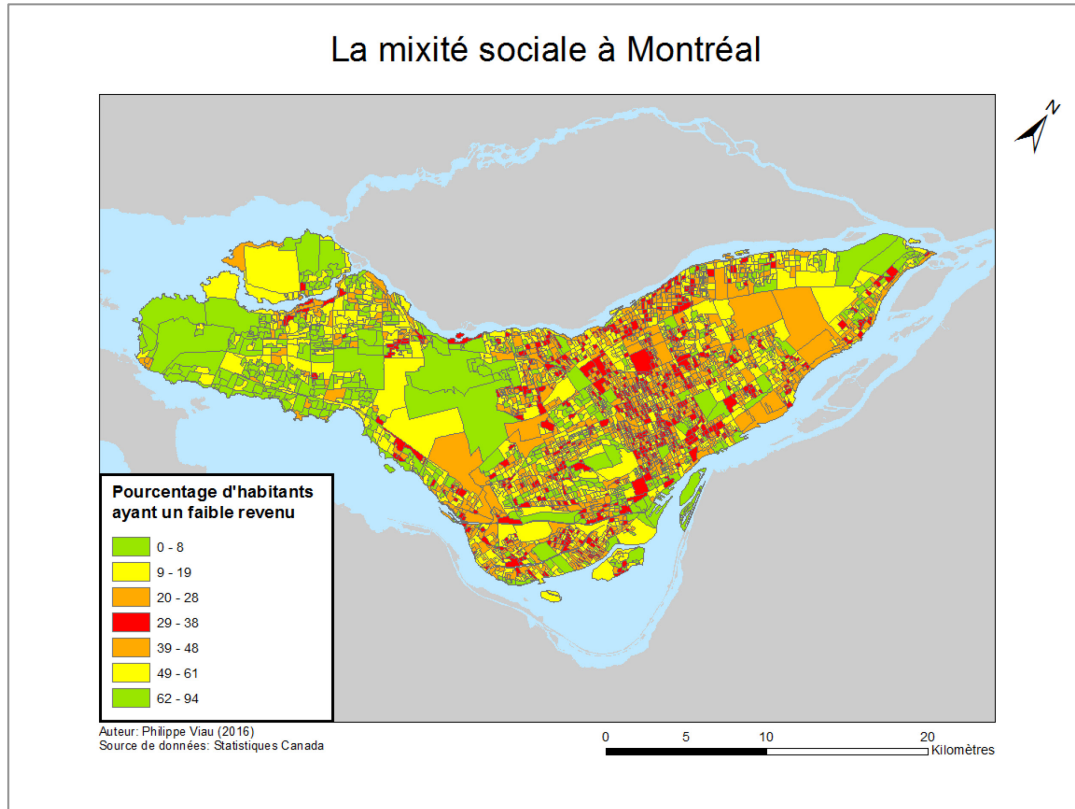 La mixité sociale à Montréal
N
Pourcentage d'habitants
ayant un faible revenu
0 - 8
9 - 19
20 - 28
29 - 38
39 - 48
49 - 61
62 - 94
Auteur: Philippe Viau (2016)
Source de données: Statistiques Canada
0 5 10 20
Kilomètres